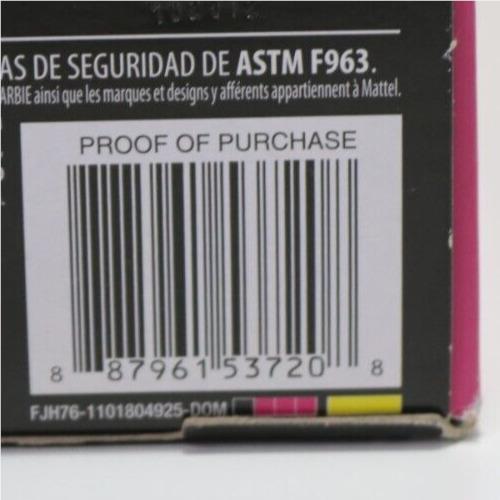 AS DE SEGURIDAD DE ASTM F963.
ARBIE ainsi que les marques et designs y afférents appartiennent à Mattel.
PROOF OF PURCHASE
8 87961 53720 8
FJH76-1101804925-DOM